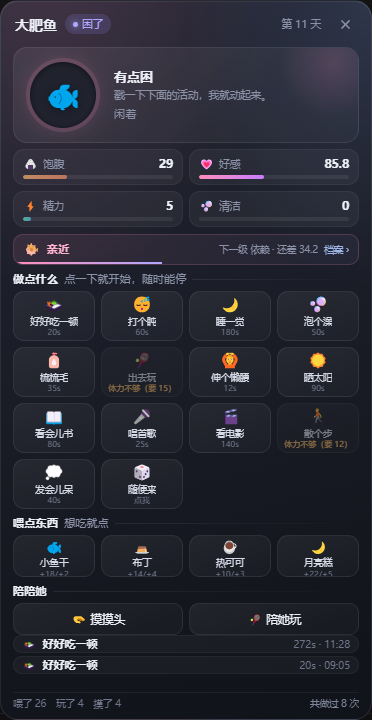 大肥鱼 困了 第 11 天
有点困
戳一下下面的活动，我就动起来。
闲着
饱腹 29
好感 85.8
精力 5
清洁 0
亲近 下一级 依赖 · 还差 34.2 档案 ›
做点什么 点一下就开始，随时能停
好好吃一顿 打个盹 睡一觉 泡个澡
20s 60s 180s 50s
梳梳毛 出去玩 伸个懒腰 晒太阳
35s 体力不够（要 15） 12s 90s
看会儿书 唱首歌 看电影 散个步
80s 25s 140s 体力不够（要 12）
发会儿呆 随便来
40s 点我
喂点东西 想吃就点
小鱼干 布丁 热可可 月亮糕
+18/+2 +14/+4 +10/+3 +22/+5
陪陪她
摸摸头 陪她玩
好好吃一顿 272s · 11:28
好好吃一顿 20s · 09:05
喂了 26 玩了 4 摸了 4 共做过 8 次